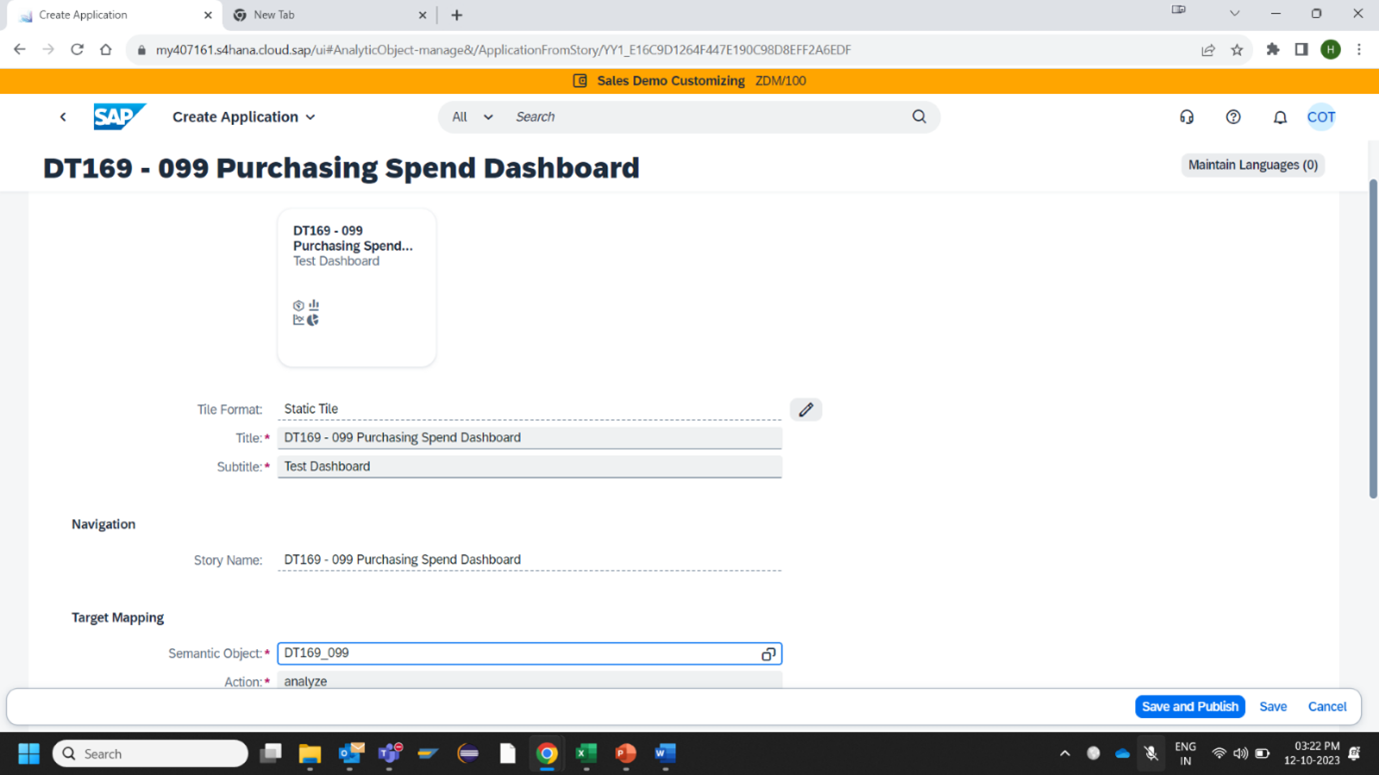 Create Application
New Tab
my407161.s4hana.cloud.sap/ui#AnalyticObject-manage&/ApplicationFromStory/YY1_E16C9D1264F447E190C98D8EFF2A6EDF
H
Sales Demo Customizing ZDM/100
SAP Create Application All Search COT
DT169 - 099 Purchasing Spend Dashboard Maintain Languages (0)
DT169 - 099
Purchasing Spend...
Test Dashboard
Tile Format: Static Tile
Title:* DT169 - 099 Purchasing Spend Dashboard
Subtitle:* Test Dashboard
Navigation
Story Name: DT169 - 099 Purchasing Spend Dashboard
Target Mapping
Semantic Object:* DT169_099
Action:* analyze
Save and Publish Save Cancel
Search ENG 03:22 PM
IN 12-10-2023